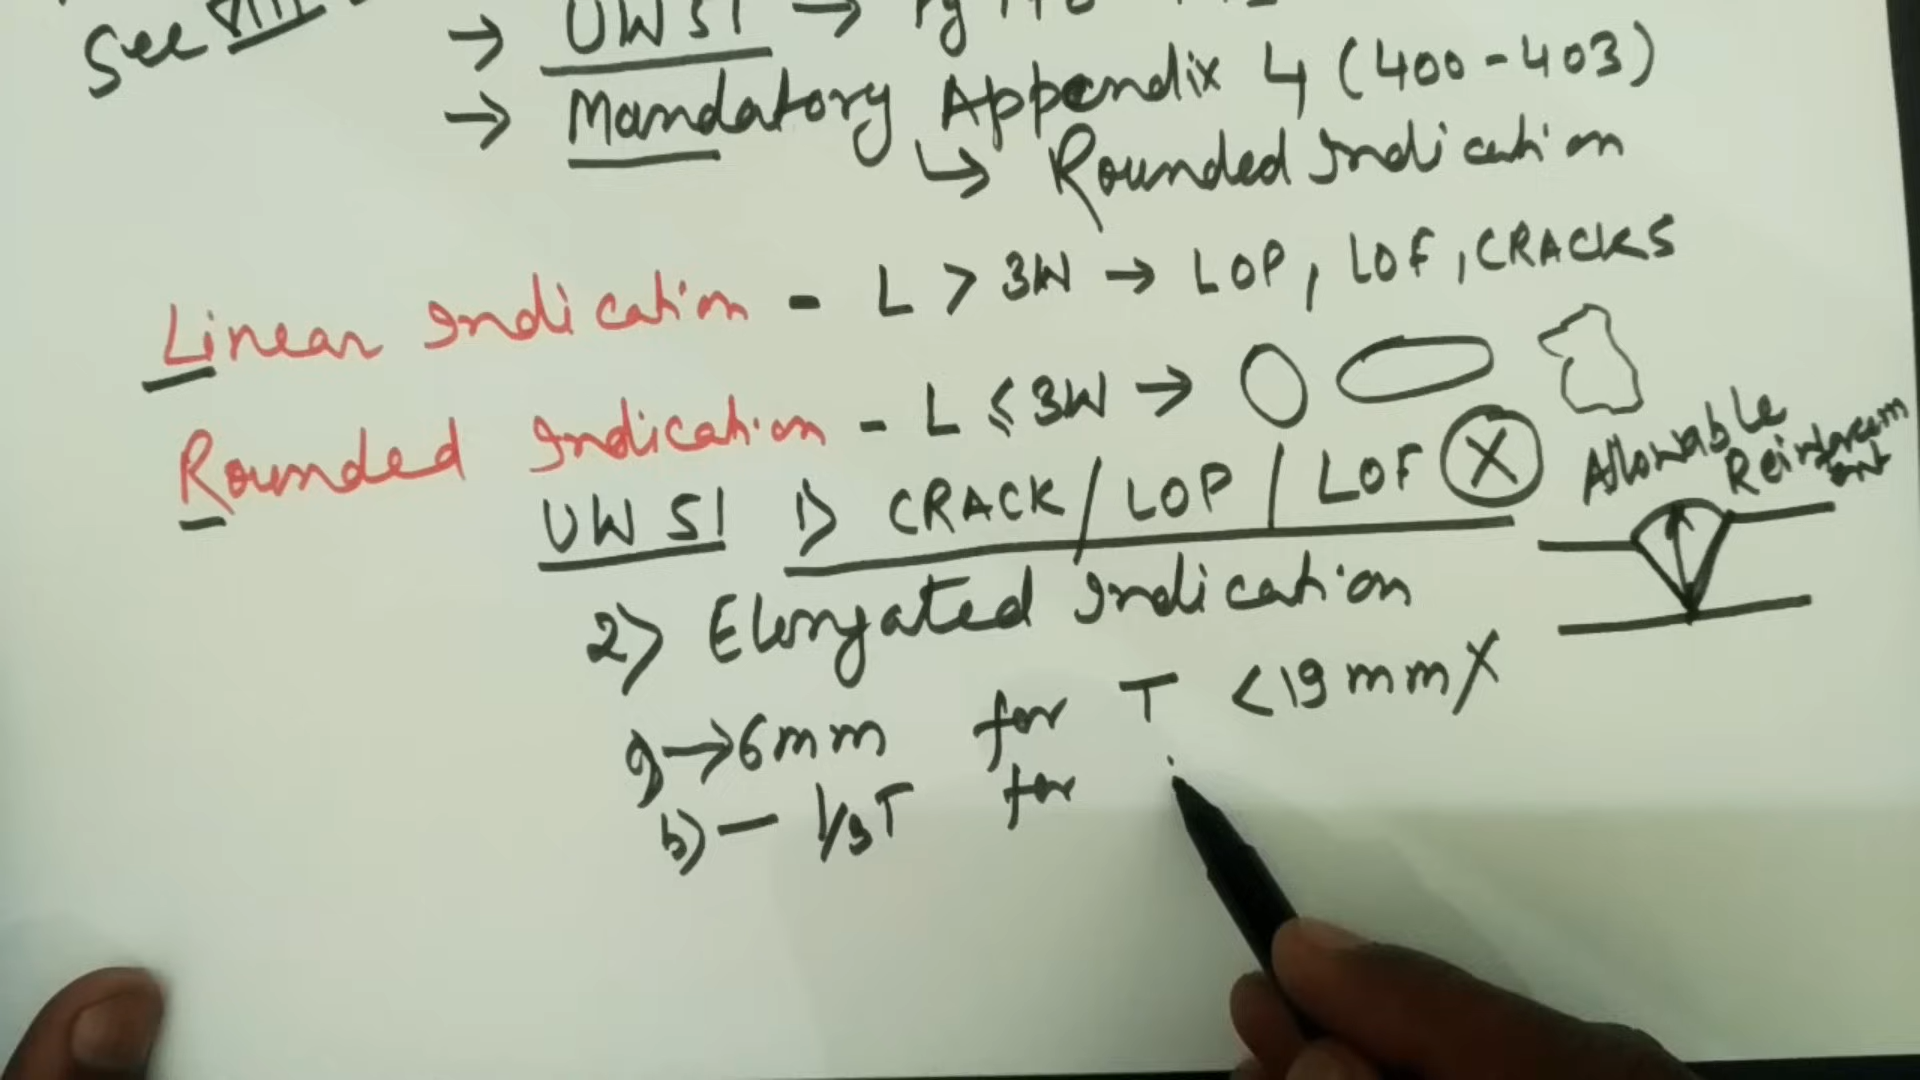 See VIII
→ UW 51 →
→ Mandatory Appendix 4 (400-403)
↳ Rounded Indication
Linear Indication - L > 3W → LOP, LOF, CRACKS
Rounded Indication - L ≤ 3W →
UW 51 1) CRACK / LOP / LOF X
Allowable
Reinforcement
2) Elongated Indication
a) → 6mm for T < 19mm X
b) — 1/3T for